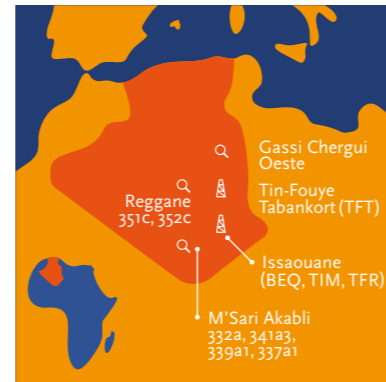 Gassi Chergui
Oeste
Reggane
351c, 352c
Tin-Fouye
Tabankort (TFT)
Issaouane
(BEQ, TIM, TFR)
M'Sari Akabli
332a, 341a3,
339a1, 337a1